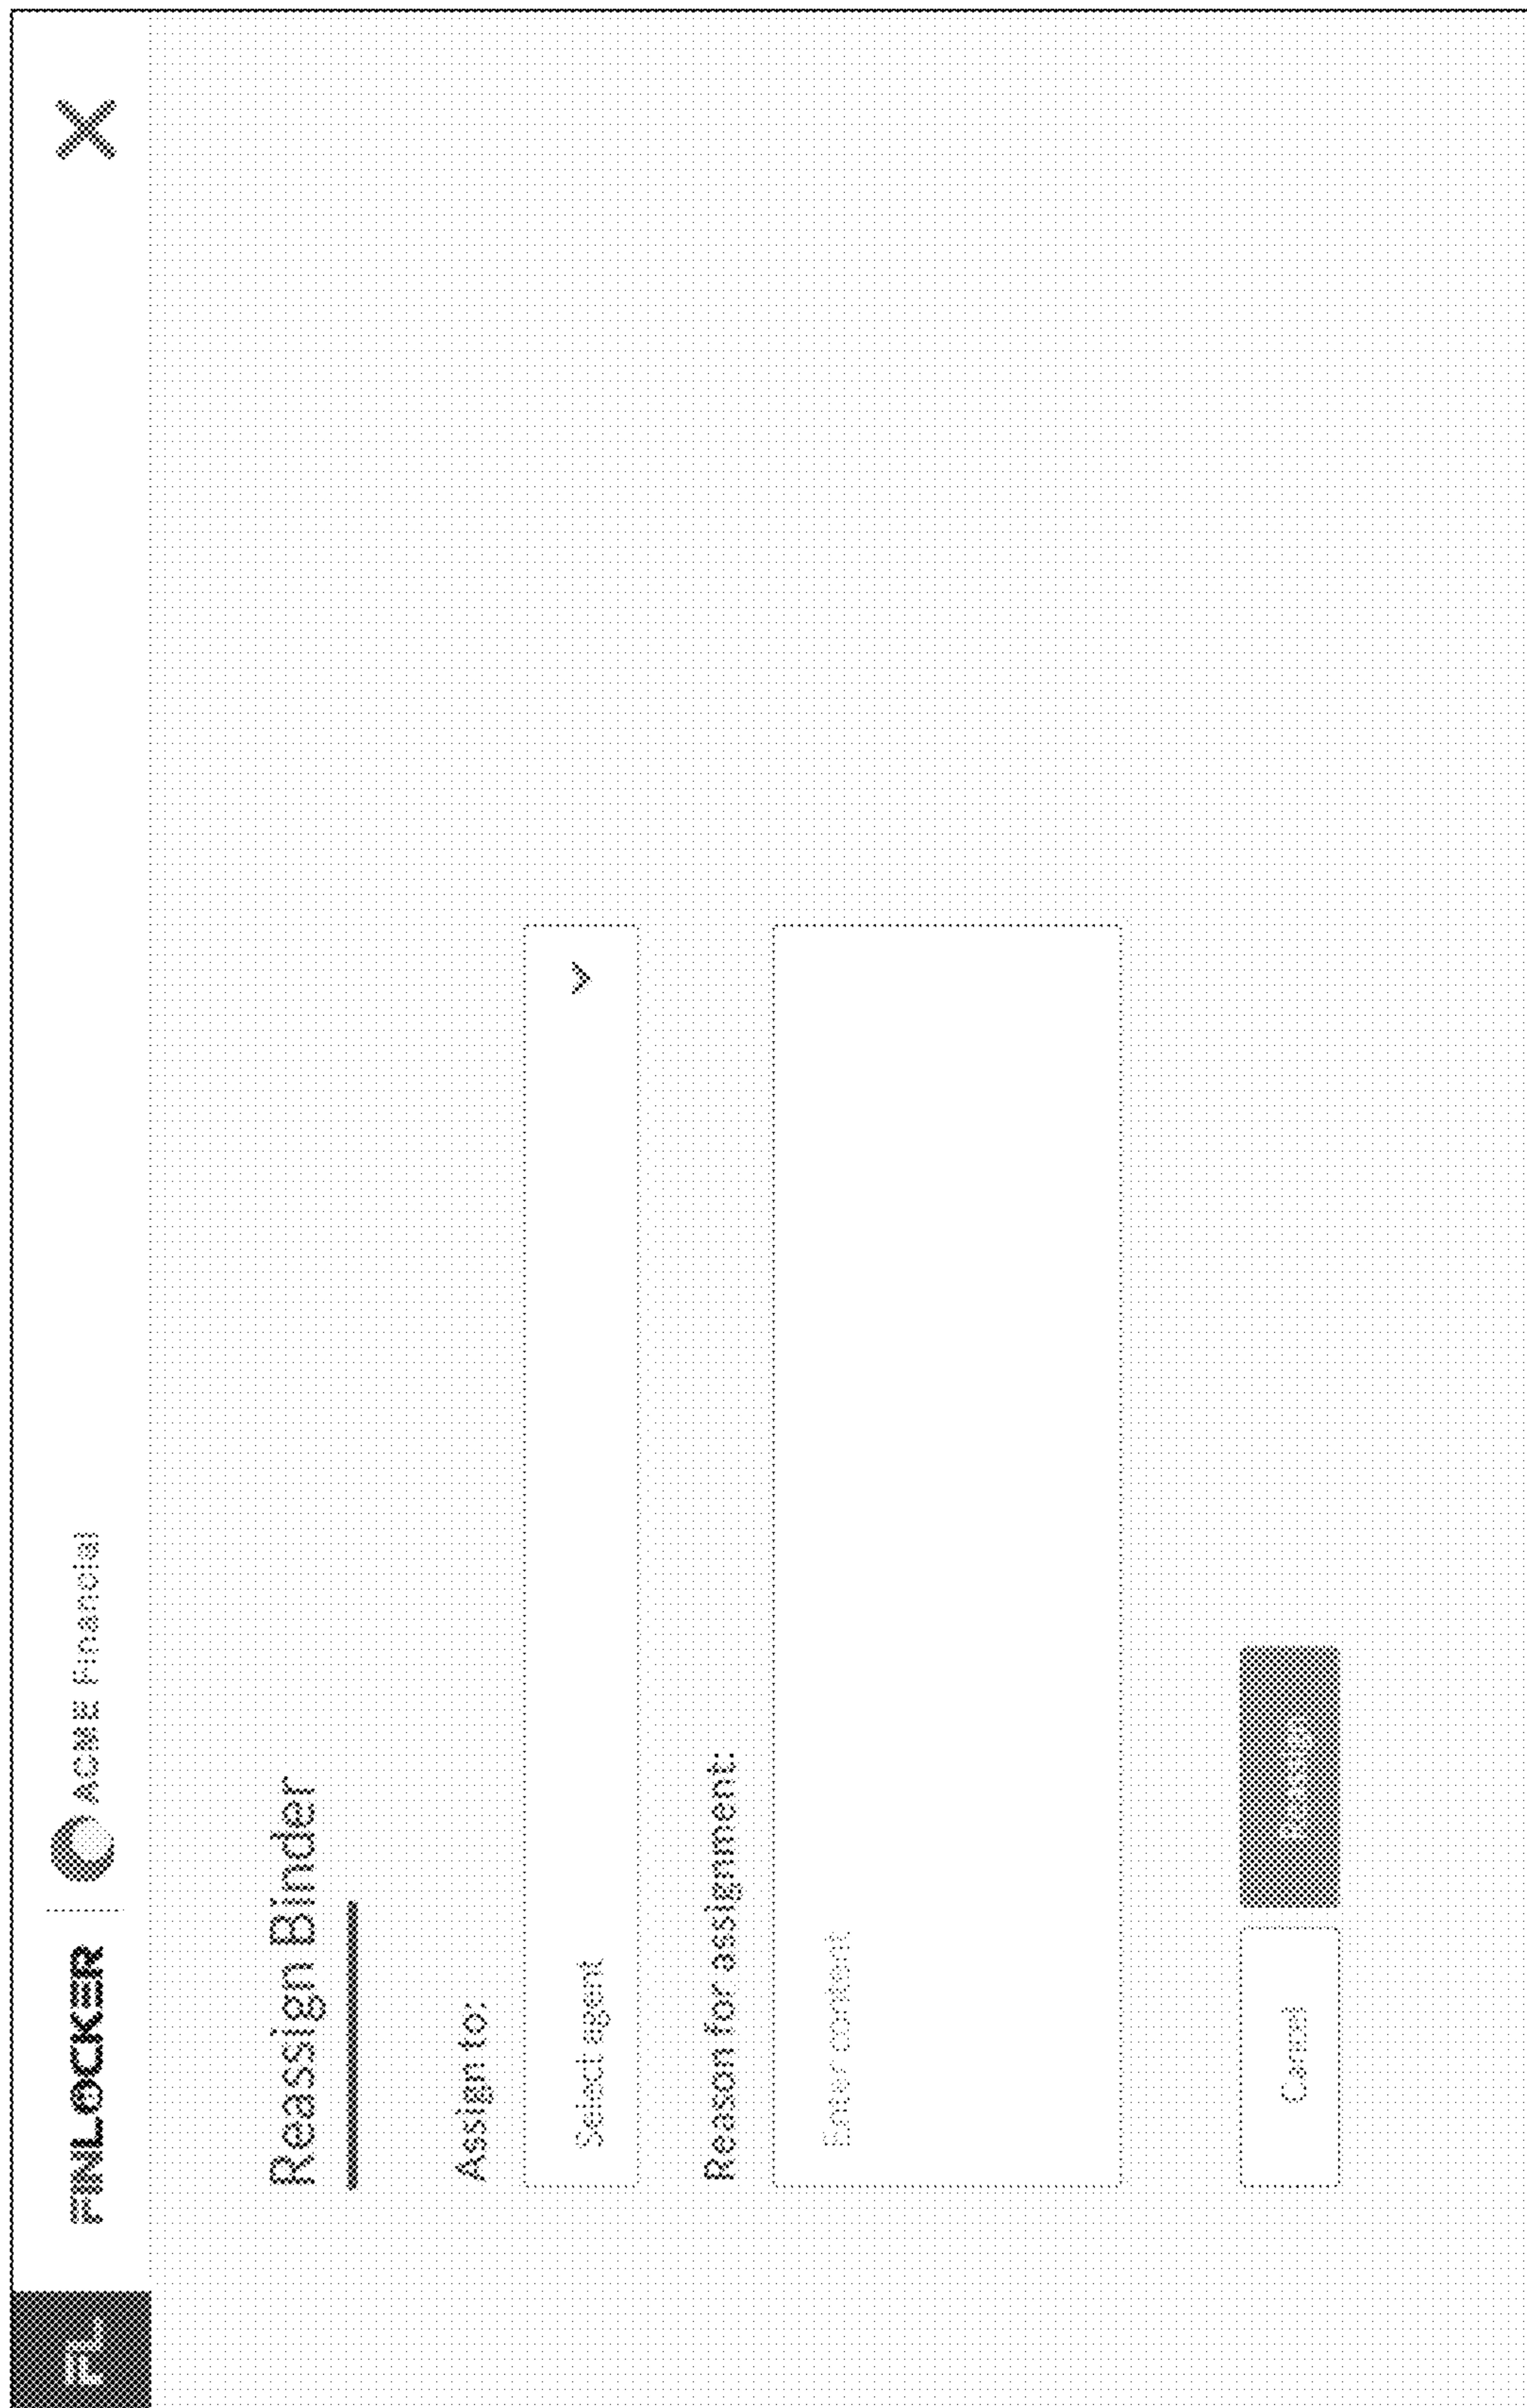 FL FINLOCKER ACME Financial
Reassign Binder
Assign to:
Select agent
Reason for assignment:
Enter content
Cancel